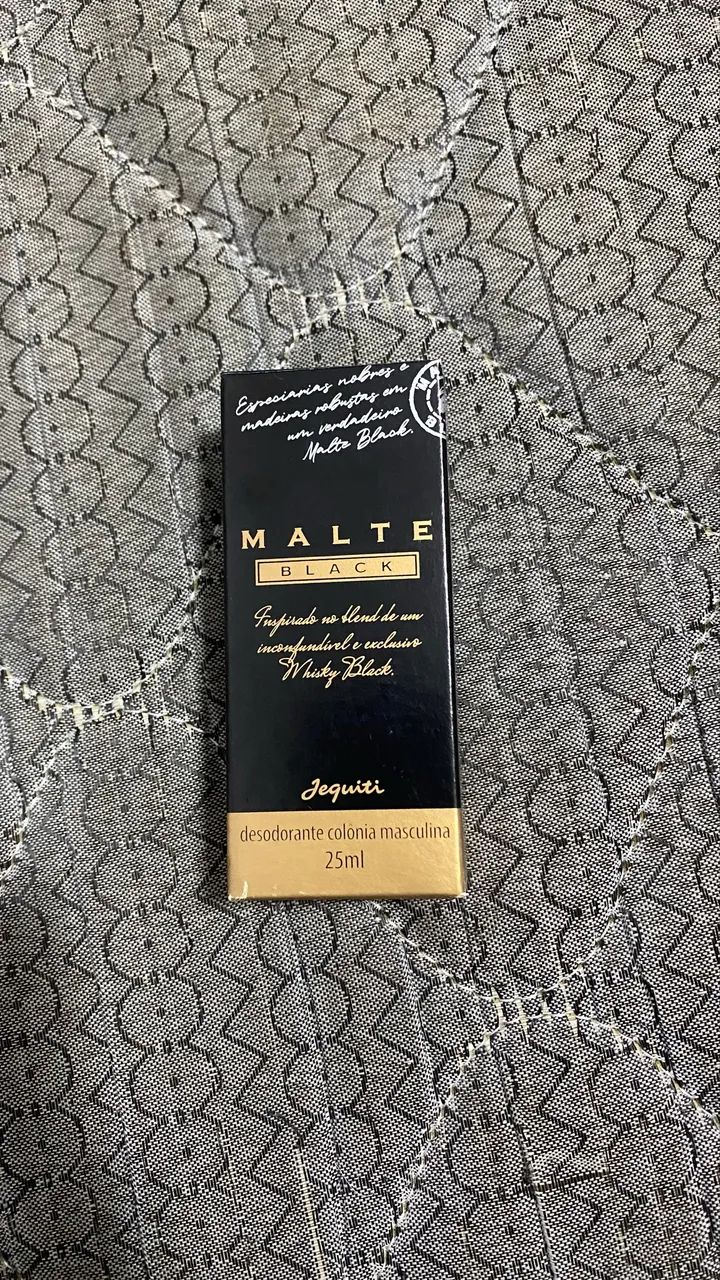 Especiarias nobres e
madeiras robustas em
um verdadeiro
Malte Black.
MALTE
BLACK
Inspirado no blend de um
inconfundível e exclusivo
Whisky Black.
Jequiti
desodorante colônia masculina
25ml